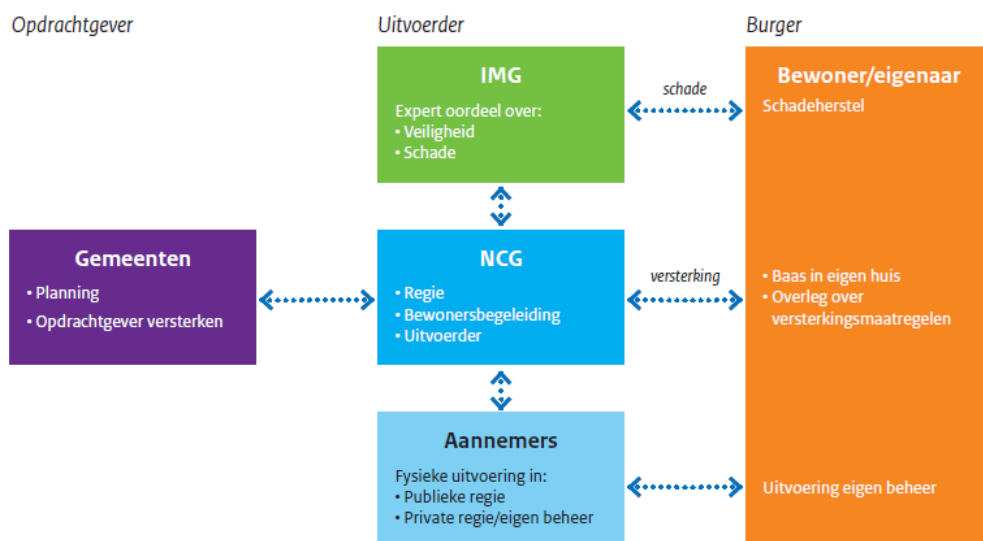 Opdrachtgever
Uitvoerder
Burger
IMG
Expert oordeel over:
• Veiligheid
• Schade
schade
Bewoner/eigenaar
Schadeherstel
Gemeenten
• Planning
• Opdrachtgever versterken
NCG
• Regie
• Bewonersbegeleiding
• Uitvoerder
versterking
• Baas in eigen huis
• Overleg over
versterkingsmaatregelen
Aannemers
Fysieke uitvoering in:
• Publieke regie
• Private regie/eigen beheer
Uitvoering eigen beheer